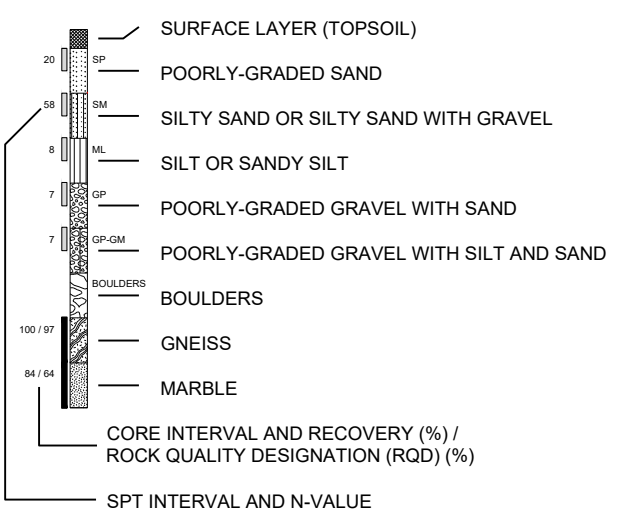 SURFACE LAYER (TOPSOIL)
20 SP
POORLY-GRADED SAND
58 SM
SILTY SAND OR SILTY SAND WITH GRAVEL
8 ML
SILT OR SANDY SILT
7 GP
POORLY-GRADED GRAVEL WITH SAND
7 GP-GM
POORLY-GRADED GRAVEL WITH SILT AND SAND
BOULDERS
BOULDERS
100 / 97
GNEISS
84 / 64
MARBLE
CORE INTERVAL AND RECOVERY (%) /
ROCK QUALITY DESIGNATION (RQD) (%)
SPT INTERVAL AND N-VALUE